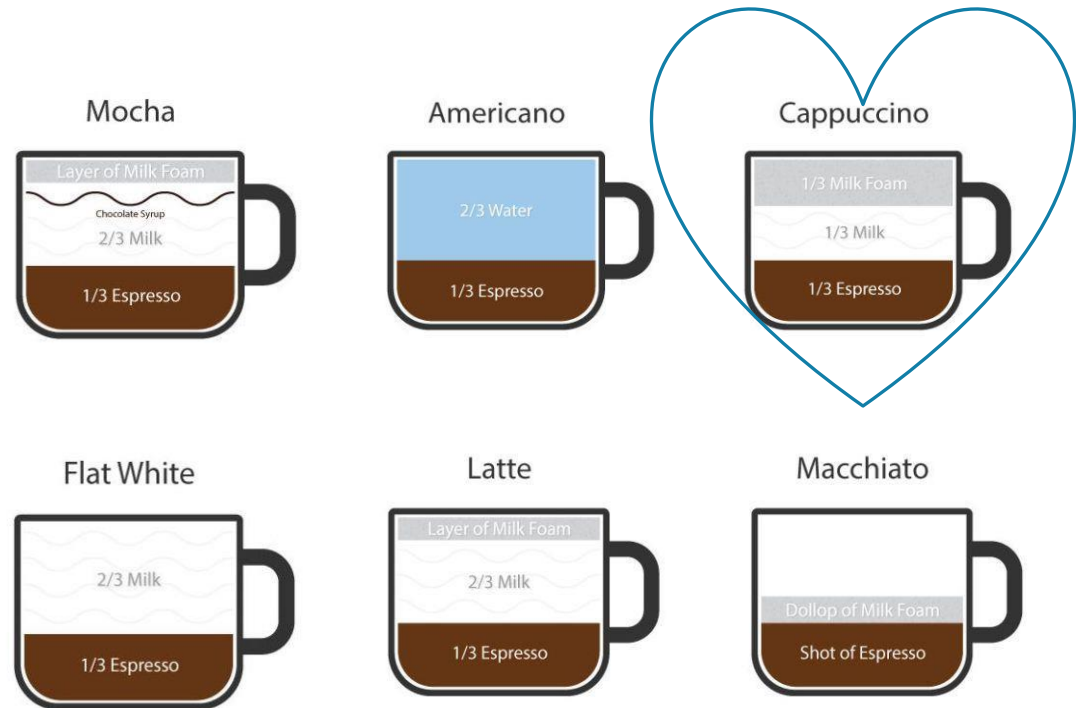 Mocha
Layer of Milk Foam
Chocolate Syrup
2/3 Milk
1/3 Espresso
Americano
2/3 Water
1/3 Espresso
Cappuccino
1/3 Milk Foam
1/3 Milk
1/3 Espresso
Flat White
2/3 Milk
1/3 Espresso
Latte
Layer of Milk Foam
2/3 Milk
1/3 Espresso
Macchiato
Dollop of Milk Foam
Shot of Espresso